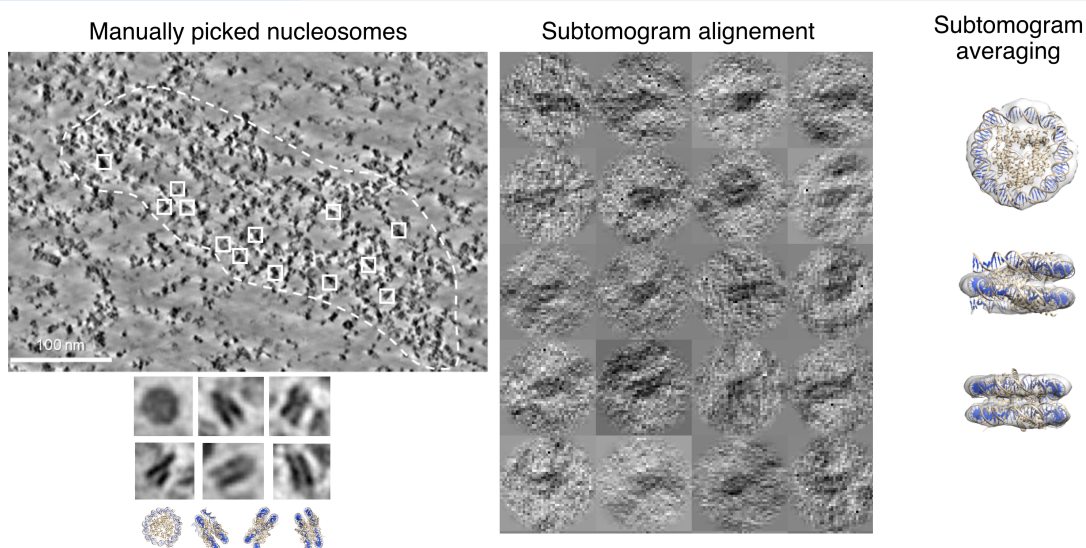 Manually picked nucleosomes
Subtomogram alignement
Subtomogram
averaging
100 nm